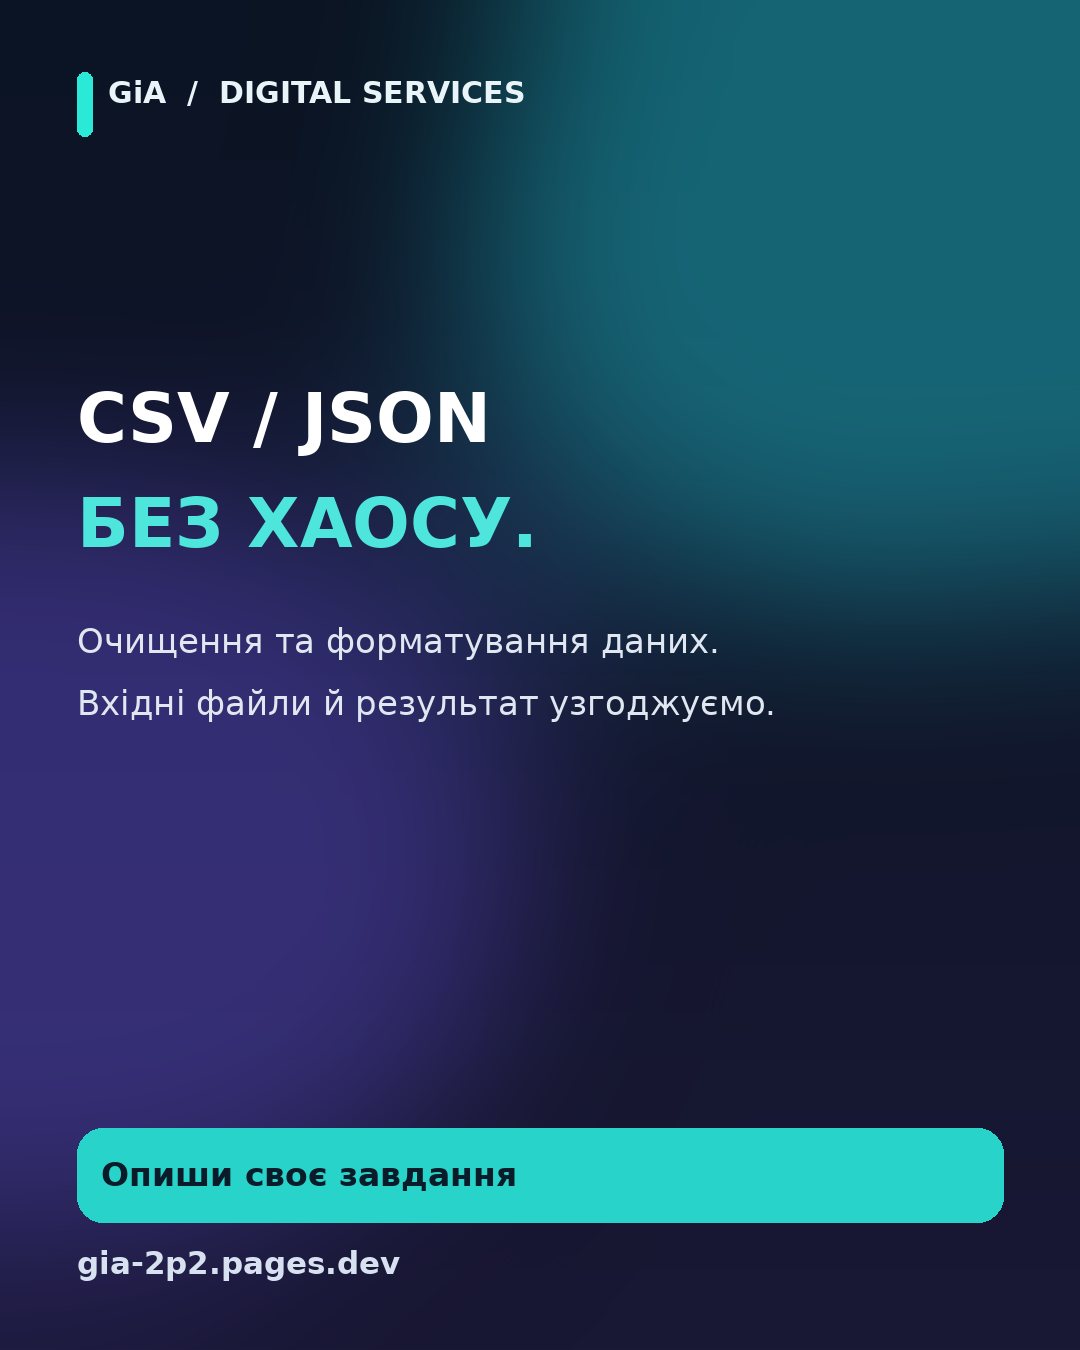 GiA / DIGITAL SERVICES
CSV / JSON
БЕЗ ХАОСУ.
Очищення та форматування даних.
Вхідні файли й результат узгоджуємо.
Опиши своє завдання
gia-2p2.pages.dev